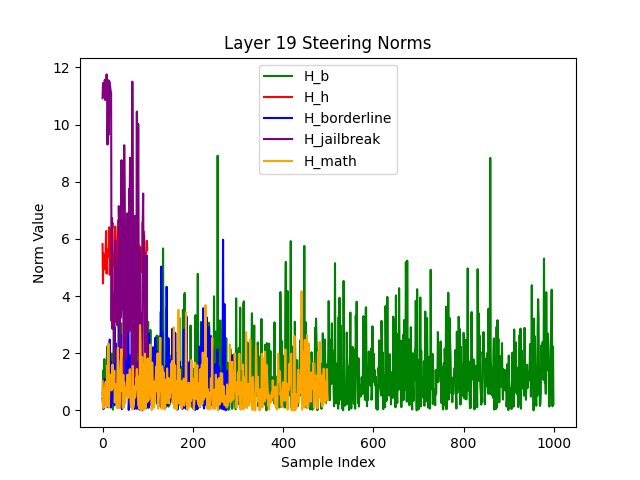 Layer 19 Steering Norms
H_b
H_h
H_borderline
H_jailbreak
H_math
Norm Value
12
10
8
6
4
2
0
0 200 400 600 800 1000
Sample Index